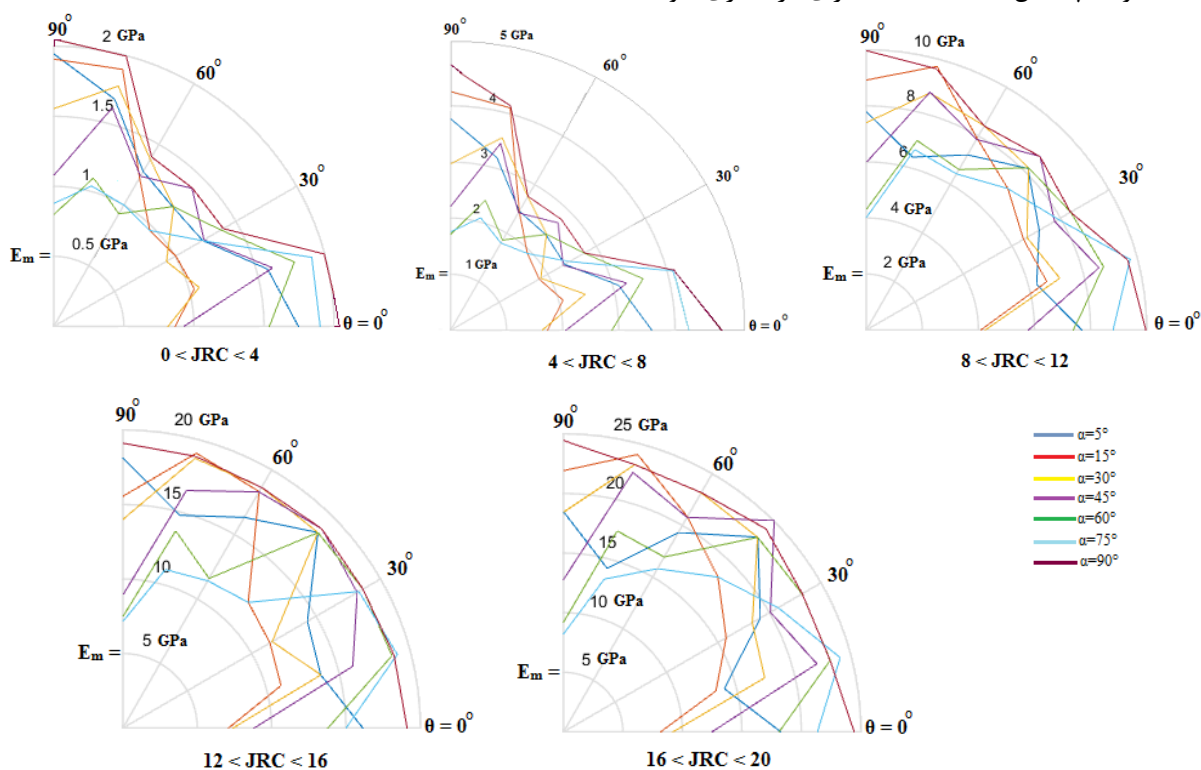 90° 2 GPa
60°
1.5
1
30°
0.5 GPa
Em =
θ = 0°
0 < JRC < 4
90° 5 GPa
60°
4
3
30°
2
Em = 1 GPa
θ = 0°
4 < JRC < 8
90° 10 GPa
60°
8
6
30°
4 GPa
Em = 2 GPa
θ = 0°
8 < JRC < 12
90° 20 GPa
60°
15
10
30°
5 GPa
Em =
θ = 0°
12 < JRC < 16
90° 25 GPa
60°
20
15
30°
10 GPa
Em = 5 GPa
θ = 0°
16 < JRC < 20
α=5°
α=15°
α=30°
α=45°
α=60°
α=75°
α=90°